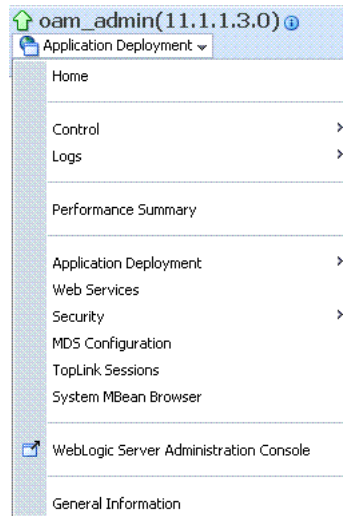 oam_admin(11.1.1.3.0)
Application Deployment
Home
Control
Logs
Performance Summary
Application Deployment
Web Services
Security
MDS Configuration
TopLink Sessions
System MBean Browser
WebLogic Server Administration Console
General Information